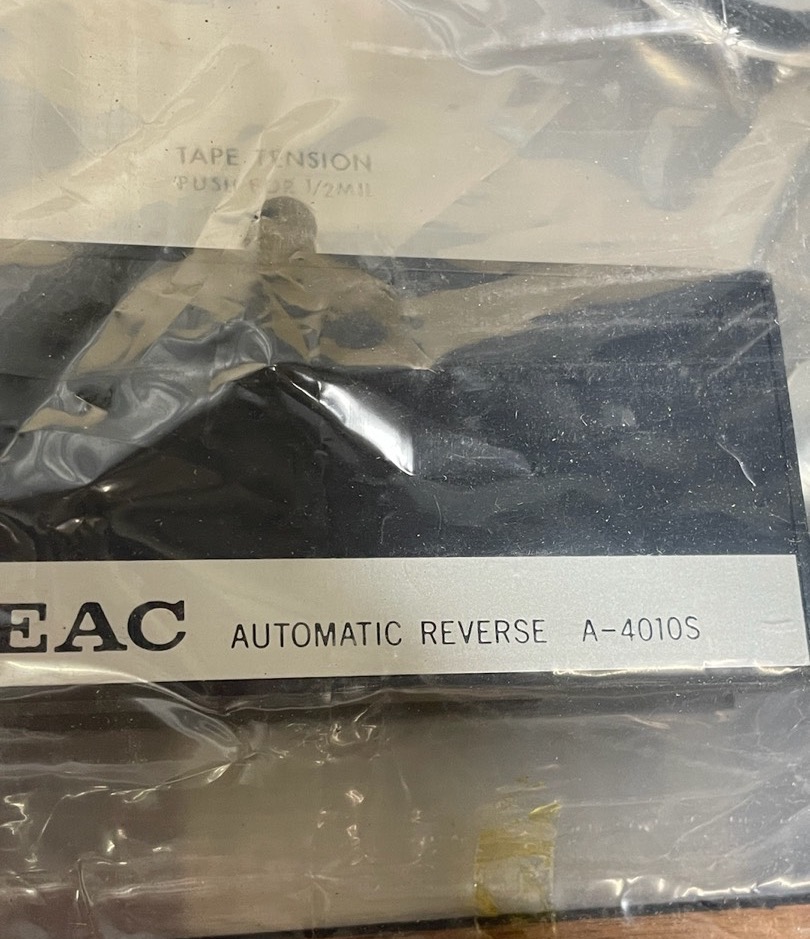 TAPE TENSION
PUSH FOR 1/2MIL
EAC AUTOMATIC REVERSE A-4010S